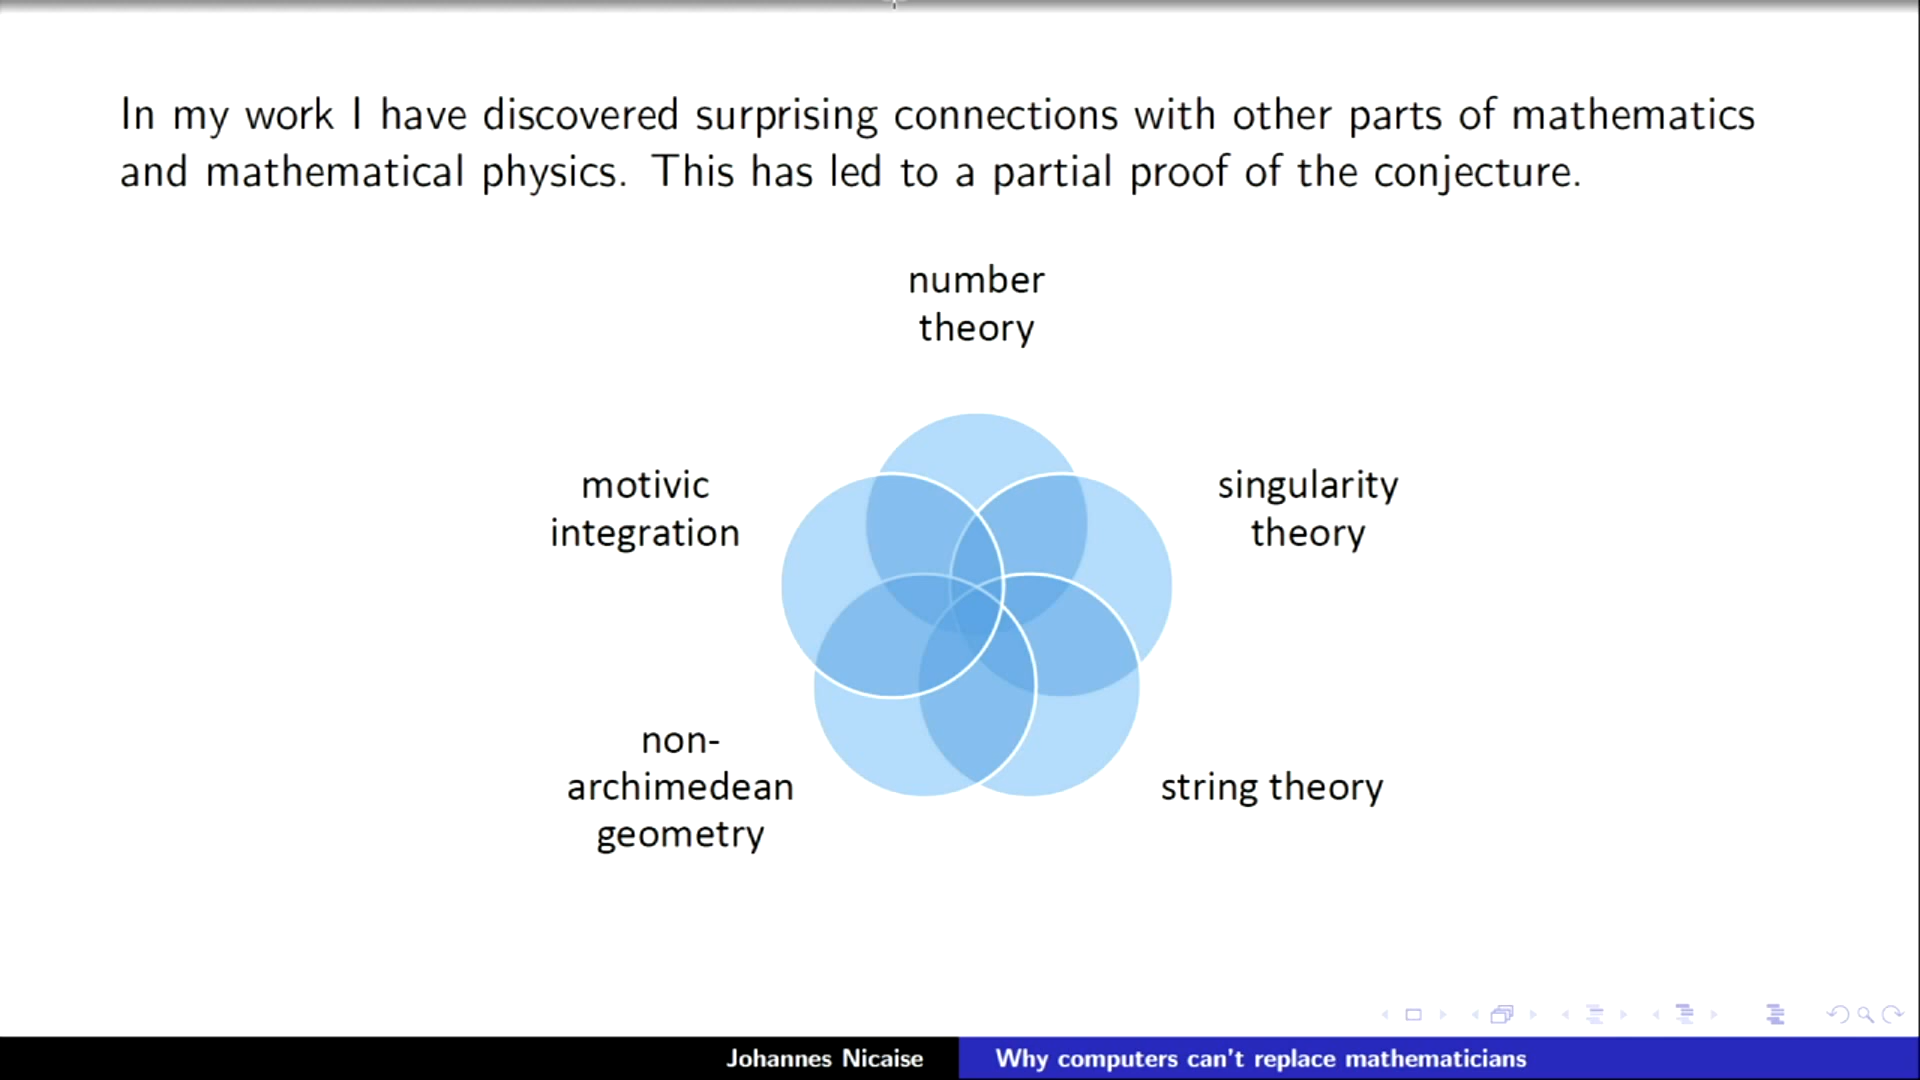 In my work I have discovered surprising connections with other parts of mathematics
and mathematical physics. This has led to a partial proof of the conjecture.
number
theory
motivic
integration
singularity
theory
non-
archimedean
geometry
string theory
Johannes Nicaise
Why computers can't replace mathematicians